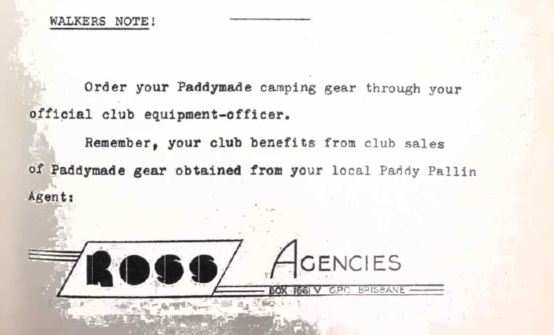 WALKERS NOTE!
Order your Paddymade camping gear through your
official club equipment-officer.
Remember, your club benefits from club sales
of Paddymade gear obtained from your local Paddy Pallin
Agent:
ROSS AGENCIES
BOX 1661 V G.P.O. BRISBANE